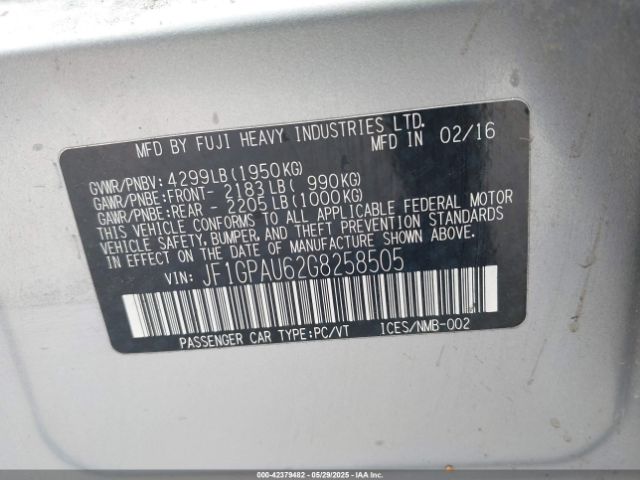 MFD BY FUJI HEAVY INDUSTRIES LTD.
MFD IN 02/16
GVWR/PNBV: 4299LB(1950KG)
GAWR/PNBE:FRONT- 2183LB( 990KG)
GAWR/PNBE:REAR - 2205LB(1000KG)
THIS VEHICLE CONFORMS TO ALL APPLICABLE FEDERAL MOTOR
VEHICLE SAFETY, BUMPER, AND THEFT PREVENTION STANDARDS
IN EFFECT ON THE DATE OF MANUFACTURE SHOWN ABOVE.
VIN: JF1GPAU62G8258505
PASSENGER CAR TYPE:PC/VT ICES/NMB-002
© COPART - 42379482 - 05/29/2025 - © IAA, INC.